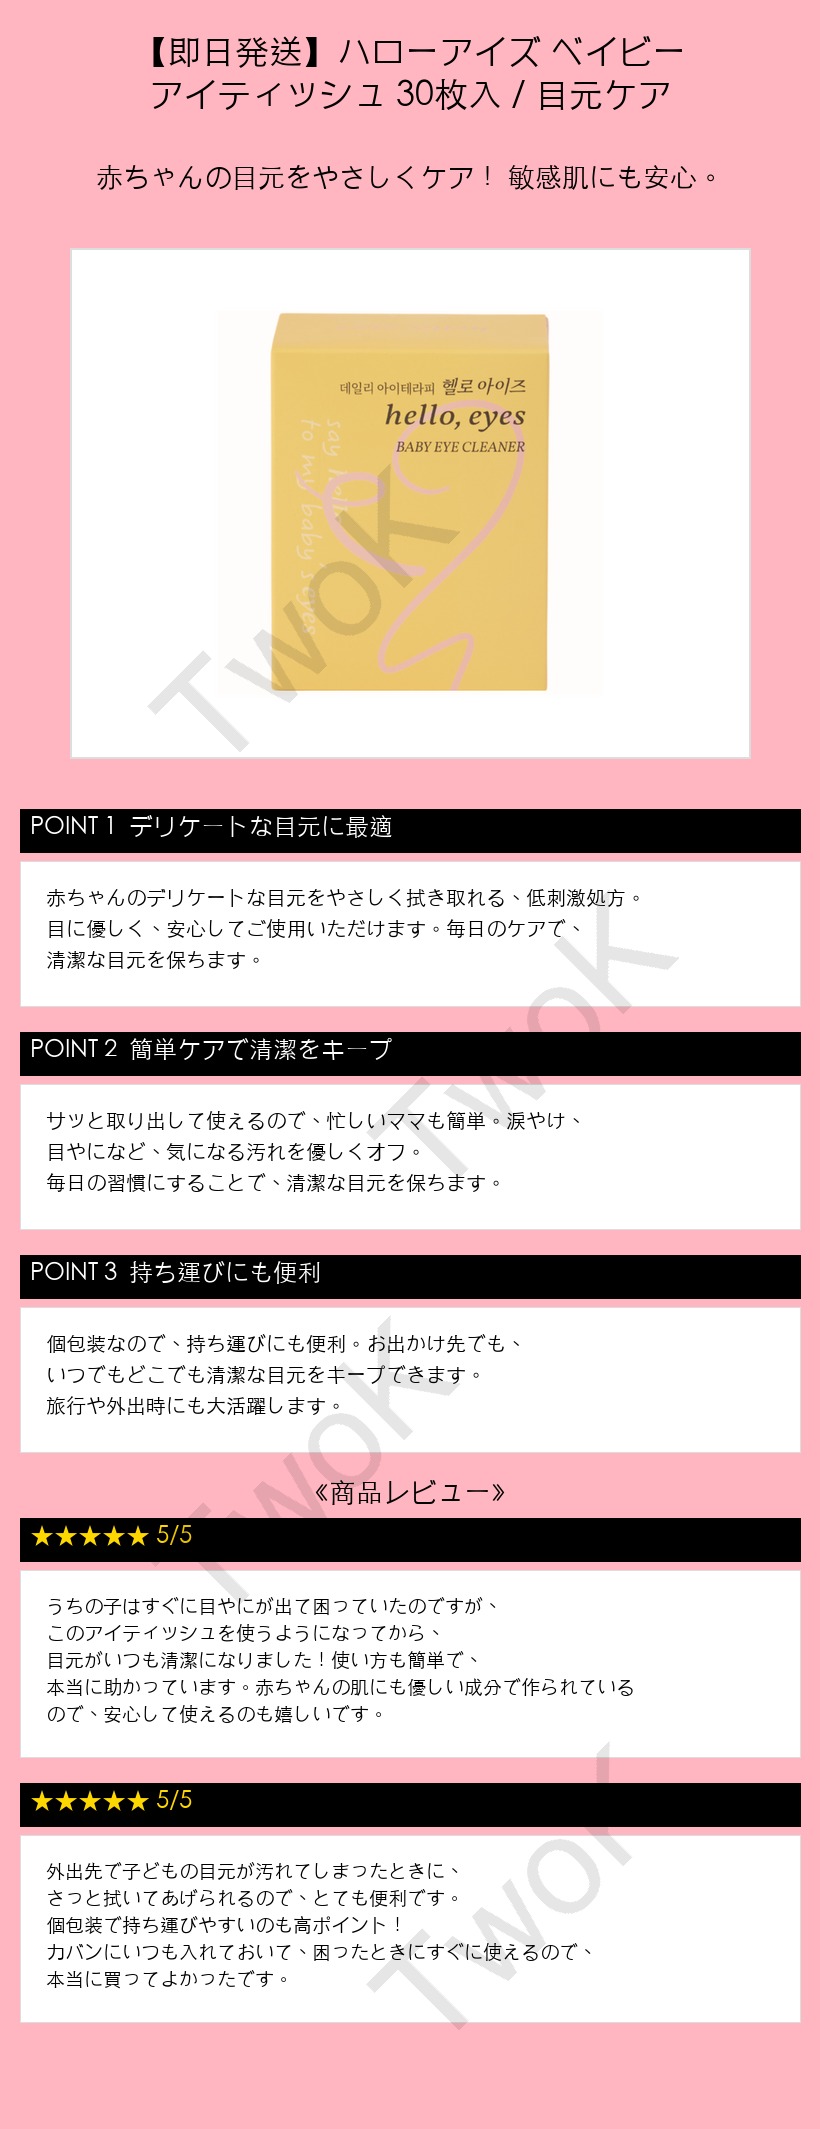 【即日発送】ハローアイズ ベイビー
アイティッシュ 30枚入 / 目元ケア
赤ちゃんの目元をやさしくケア！ 敏感肌にも安心。
데일리 아이테라피 헬로 아이즈
hello, eyes
BABY EYE CLEANER
say hello
to my baby's eyes
TwoK
POINT 1 デリケートな目元に最適
赤ちゃんのデリケートな目元をやさしく拭き取れる、低刺激処方。
目に優しく、安心してご使用いただけます。毎日のケアで、
清潔な目元を保ちます。
TwoK
POINT 2 簡単ケアで清潔をキープ
サッと取り出して使えるので、忙しいママも簡単。涙やけ、
目やになど、気になる汚れを優しくオフ。
毎日の習慣にすることで、清潔な目元を保ちます。
POINT 3 持ち運びにも便利
個包装なので、持ち運びにも便利。お出かけ先でも、
いつでもどこでも清潔な目元をキープできます。
旅行や外出時にも大活躍します。
TwoK
《商品レビュー》
★★★★★ 5/5
うちの子はすぐに目やにが出て困っていたのですが、
このアイティッシュを使うようになってから、
目元がいつも清潔になりました！使い方も簡単で、
本当に助かっています。赤ちゃんの肌にも優しい成分で作られている
ので、安心して使えるのも嬉しいです。
★★★★★ 5/5
外出先で子どもの目元が汚れてしまったときに、
さっと拭いてあげられるので、とても便利です。
個包装で持ち運びやすいのも高ポイント！
カバンにいつも入れておいて、困ったときにすぐに使えるので、
本当に買ってよかったです。
TwoK